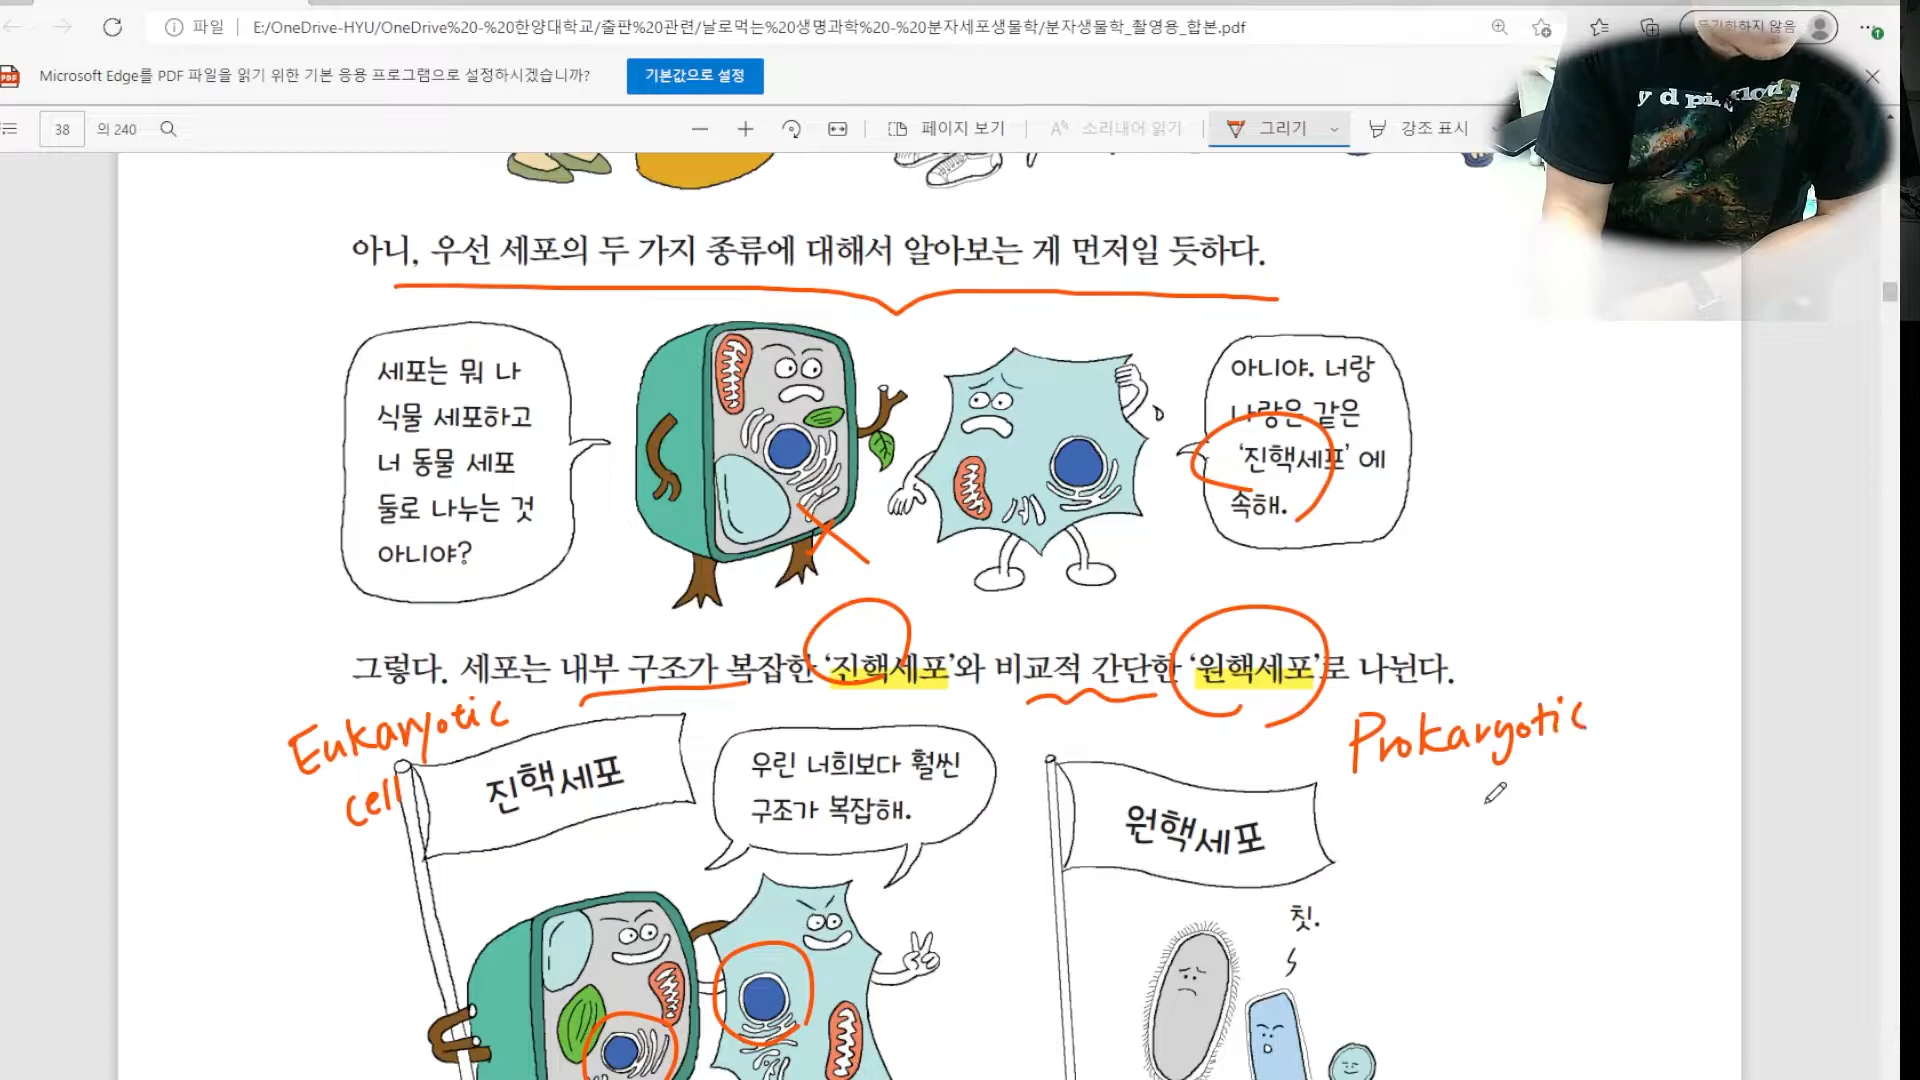 파일 E:/OneDrive-HYU/OneDrive%20-%20한양대학교/출판%20관련/날로먹는%20생명과학%20-%20분자세포생물학/분자생물학_촬영용_합본.pdf 동기화하지 않음
Microsoft Edge를 PDF 파일을 읽기 위한 기본 응용 프로그램으로 설정하시겠습니까? 기본값으로 설정
38 의 240 페이지 보기 소리내어 읽기 그리기 강조 표시
아니, 우선 세포의 두 가지 종류에 대해서 알아보는 게 먼저일 듯하다.
세포는 뭐 나
식물 세포하고
너 동물 세포
둘로 나누는 것
아니야?
아니야. 너랑
나랑은 같은
‘진핵세포’에
속해.
그렇다. 세포는 내부 구조가 복잡한 ‘진핵세포’와 비교적 간단한 ‘원핵세포’로 나뉜다.
Eukaryotic
cell
Prokaryotic
진핵세포
우린 너희보다 훨씬
구조가 복잡해.
원핵세포
칫.